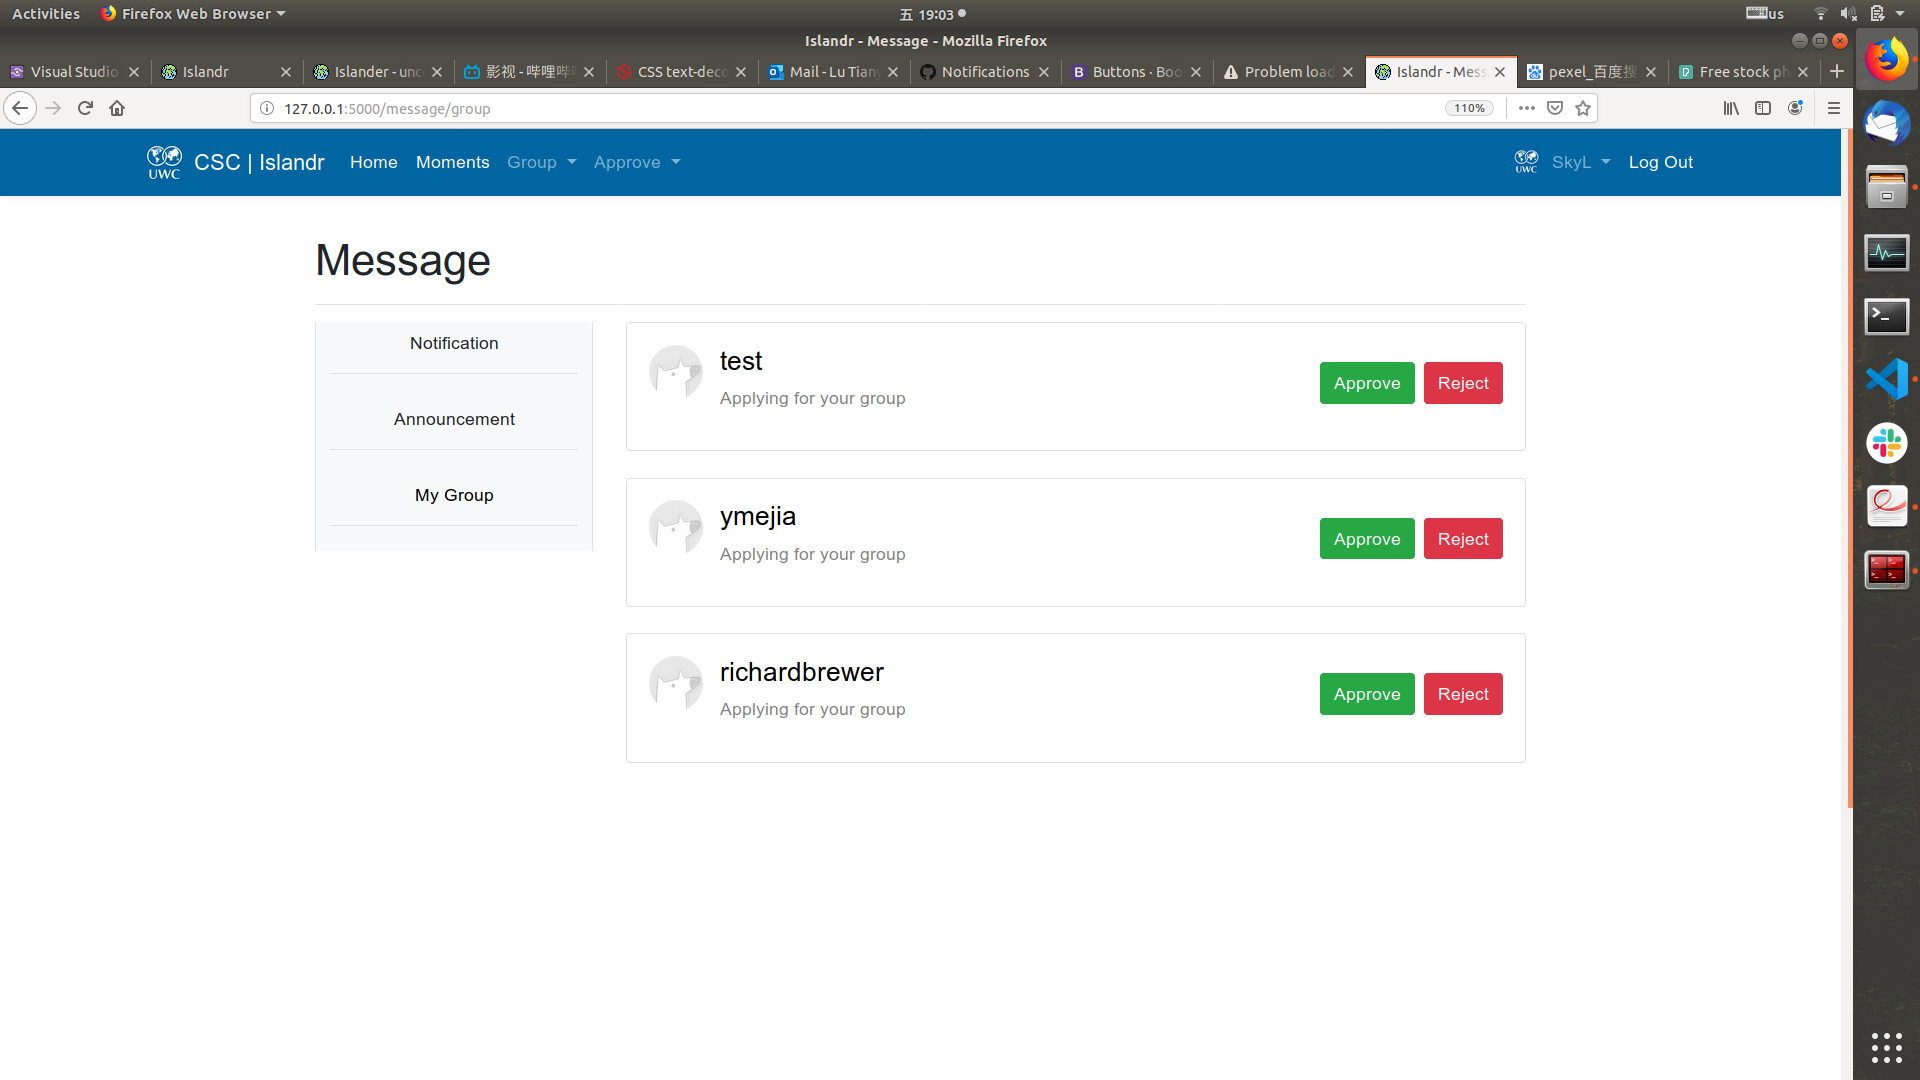 Activities Firefox Web Browser 五 19:03 us
Islandr - Message - Mozilla Firefox
Visual Studio Islandr Islander - unc 影视 - 哔哩哔 CSS text-deco Mail - Lu Tiany Notifications Buttons · Boo Problem load Islandr - Mess pexel_百度搜 Free stock ph
127.0.0.1:5000/message/group 110%
UWC CSC | Islandr Home Moments Group Approve UWC SkyL Log Out
Message
Notification
Announcement
My Group
test
Applying for your group
Approve Reject
ymejia
Applying for your group
Approve Reject
richardbrewer
Applying for your group
Approve Reject